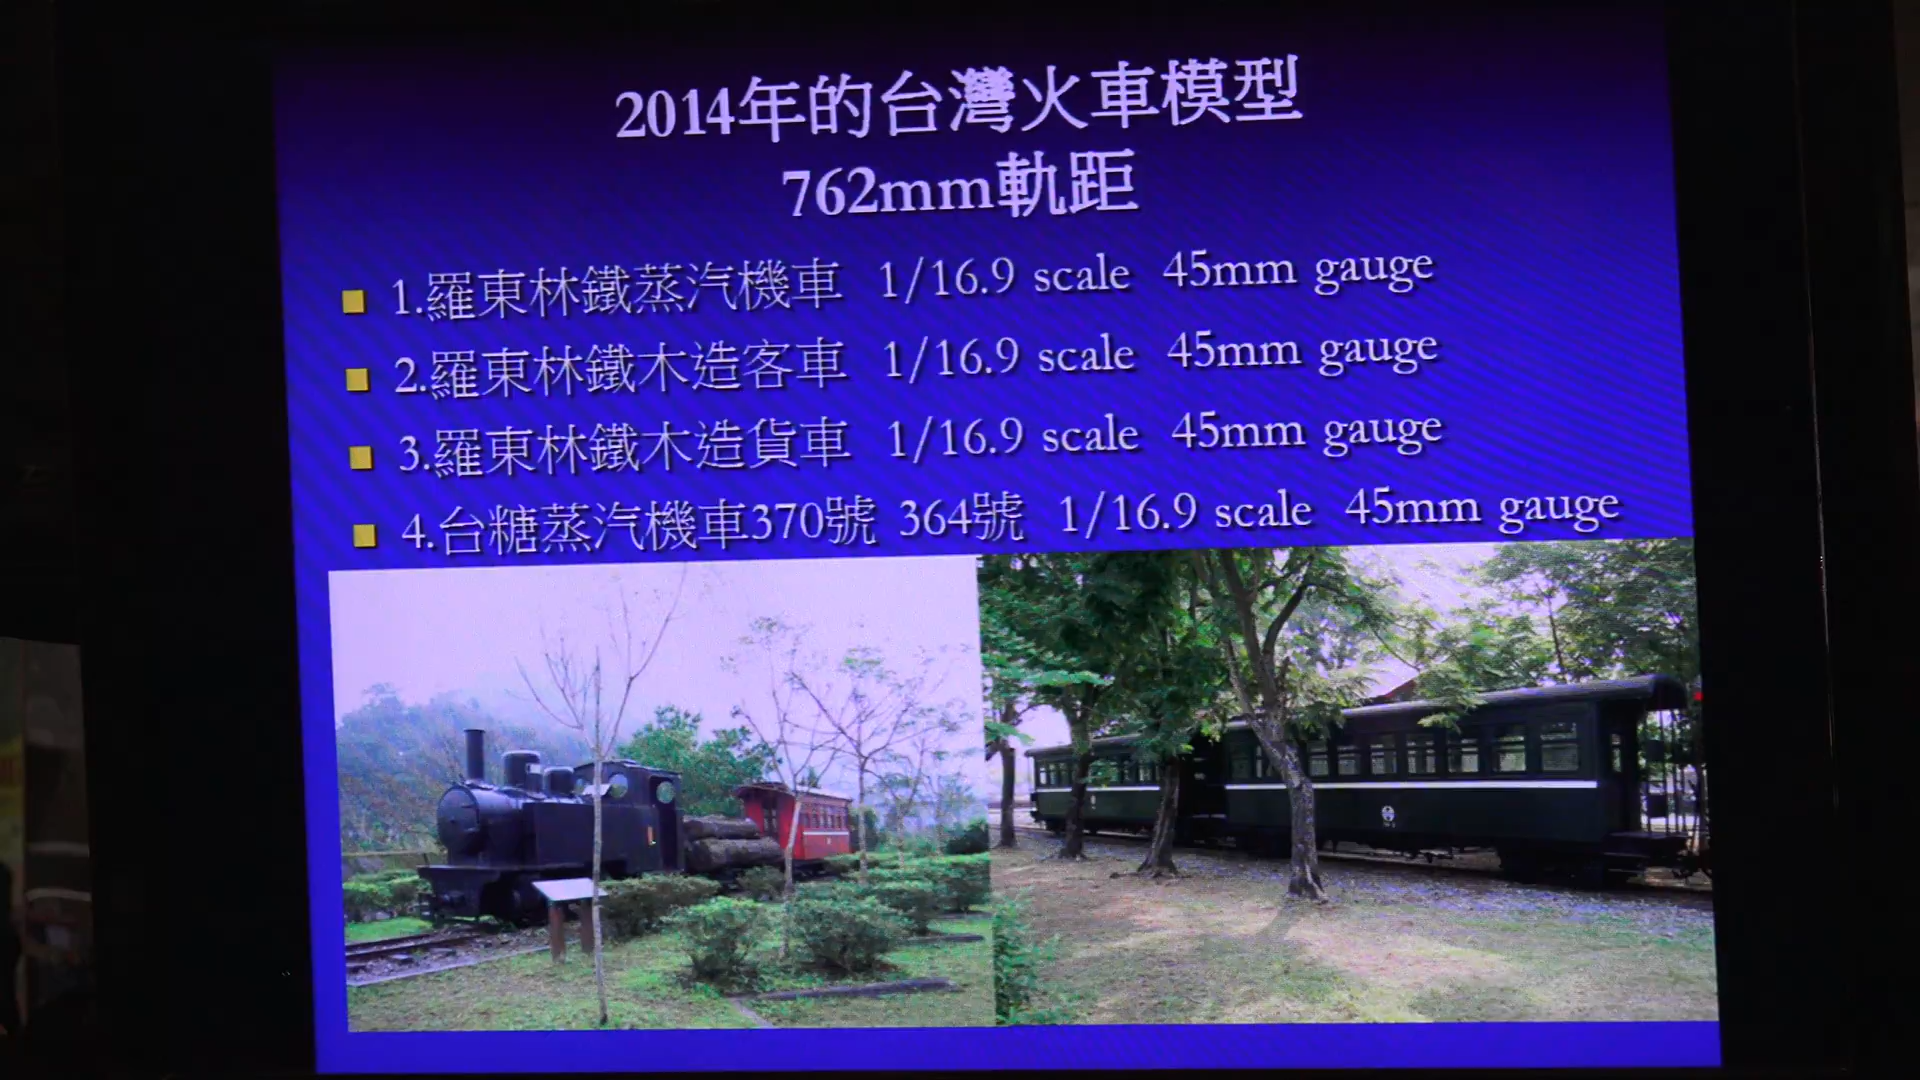 2014年的台灣火車模型
762mm軌距
1.羅東林鐵蒸汽機車 1/16.9 scale 45mm gauge
2.羅東林鐵木造客車 1/16.9 scale 45mm gauge
3.羅東林鐵木造貨車 1/16.9 scale 45mm gauge
4.台糖蒸汽機車370號 364號 1/16.9 scale 45mm gauge